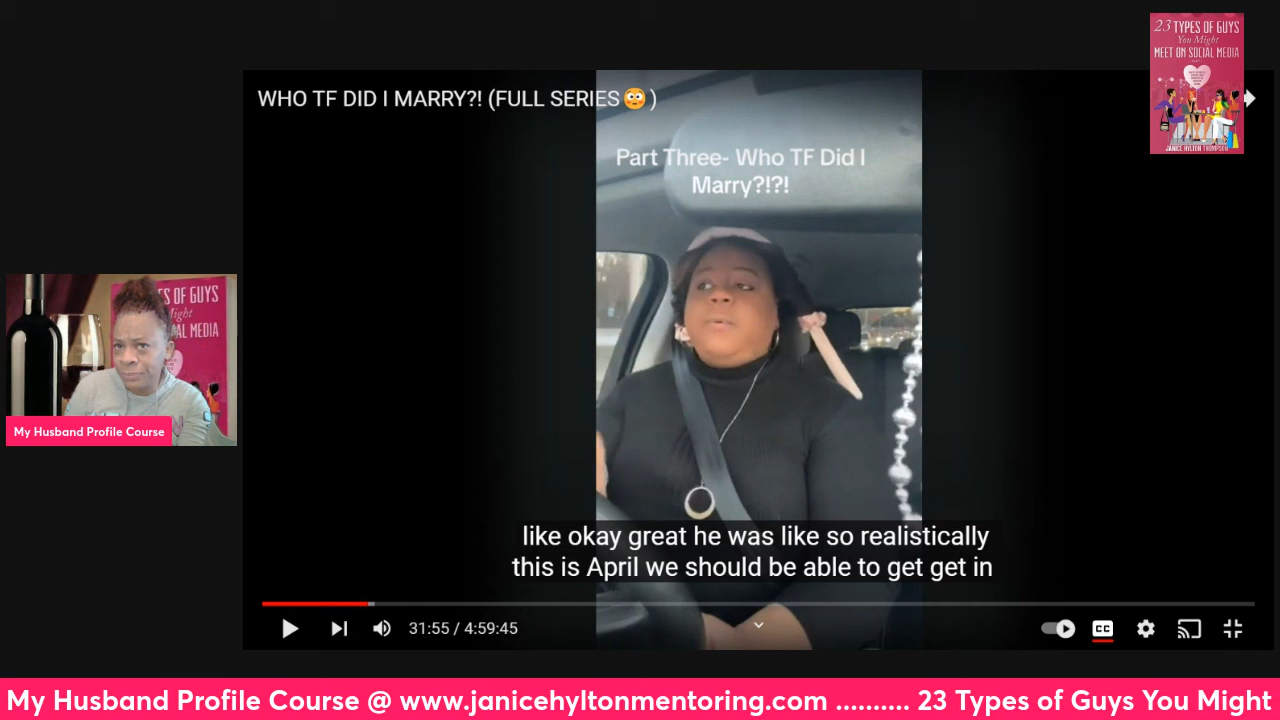 23 TYPES OF GUYS
You Might
MEET ON SOCIAL MEDIA
JANICE HYLTON THOMPSON
WHO TF DID I MARRY?! (FULL SERIES😳)
Part Three- Who TF Did I
Marry?!?!
ES OF GUYS
ight
IAL MEDIA
My Husband Profile Course
like okay great he was like so realistically
this is April we should be able to get get in
31:55 / 4:59:45
CC
My Husband Profile Course @ www.janicehyltonmentoring.com .......... 23 Types of Guys You Might